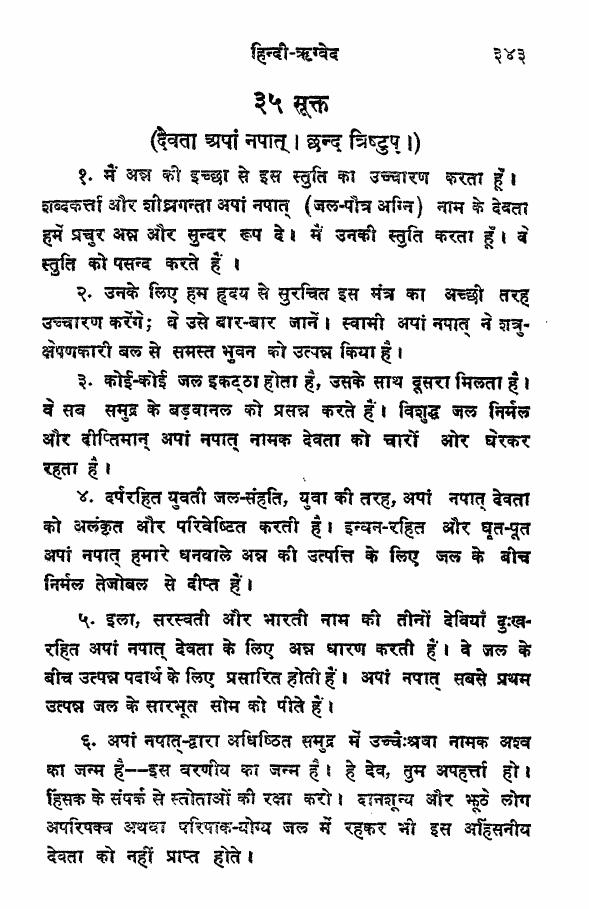 हिन्दी-ऋग्वेद ३४३
३५ सूक्त
(दैवता अपां नपात् । छन्द त्रिष्टुप् ।)
१. मैं अन्न की इच्छा से इस स्तुति का उच्चारण करता हूँ ।
शब्दकर्त्ता और शीघ्रगन्ता अपां नपात् (जल-पौत्र अग्नि) नाम के देवता
हमें प्रचुर अन्न और सुन्दर रूप दे । मैं उनकी स्तुति करता हूँ । वे
स्तुति को पसन्द करते हैं ।
२. उनके लिए हम हृदय से सुरचित इस मंत्र का अच्छी तरह
उच्चारण करेंगे; वे उसे बार-बार जानें । स्वामी अपां नपात् ने शत्रु-
क्षेपणकारी बल से समस्त भुवन को उत्पन्न किया है ।
३. कोई-कोई जल इकट्ठा होता है, उसके साथ दूसरा मिलता है ।
वे सब समुद्र के बड़वानल को प्रसन्न करते हैं । विशुद्ध जल निर्मल
और दीप्तिमान् अपां नपात् नामक देवता को चारों ओर घेरकर
रहता है ।
४. दर्परहित युवती जल-संहति, युवा की तरह, अपां नपात् देवता
को अलंकृत और परिवेष्टित करती है । इन्धन-रहित और घृत-पूत
अपां नपात् हमारे धनवाले अन्न की उत्पत्ति के लिए जल के बीच
निर्मल तेजोबल से दीप्त हैं ।
५. इला, सरस्वती और भारती नाम की तीनों देवियाँ दुःख-
रहित अपां नपात् देवता के लिए अन्न धारण करती हैं । वे जल के
बीच उत्पन्न पदार्थ के लिए प्रसारित होती हैं । अपां नपात् सबसे प्रथम
उत्पन्न जल के सारभूत सोम को पीते हैं ।
६. अपां नपात्-द्वारा अधिष्ठित समुद्र में उच्चैःश्रवा नामक अश्व
का जन्म है--इस वरणीय का जन्म है । हे देव, तुम अपहर्त्ता हो ।
हिंसक के संपर्क से स्तोताओं की रक्षा करो । दानशून्य और झूठे लोग
अपरिपक्व अथवा परिपाक-योग्य जल में रहकर भी इस अहिंसनीय
देवता को नहीं प्राप्त होते ।